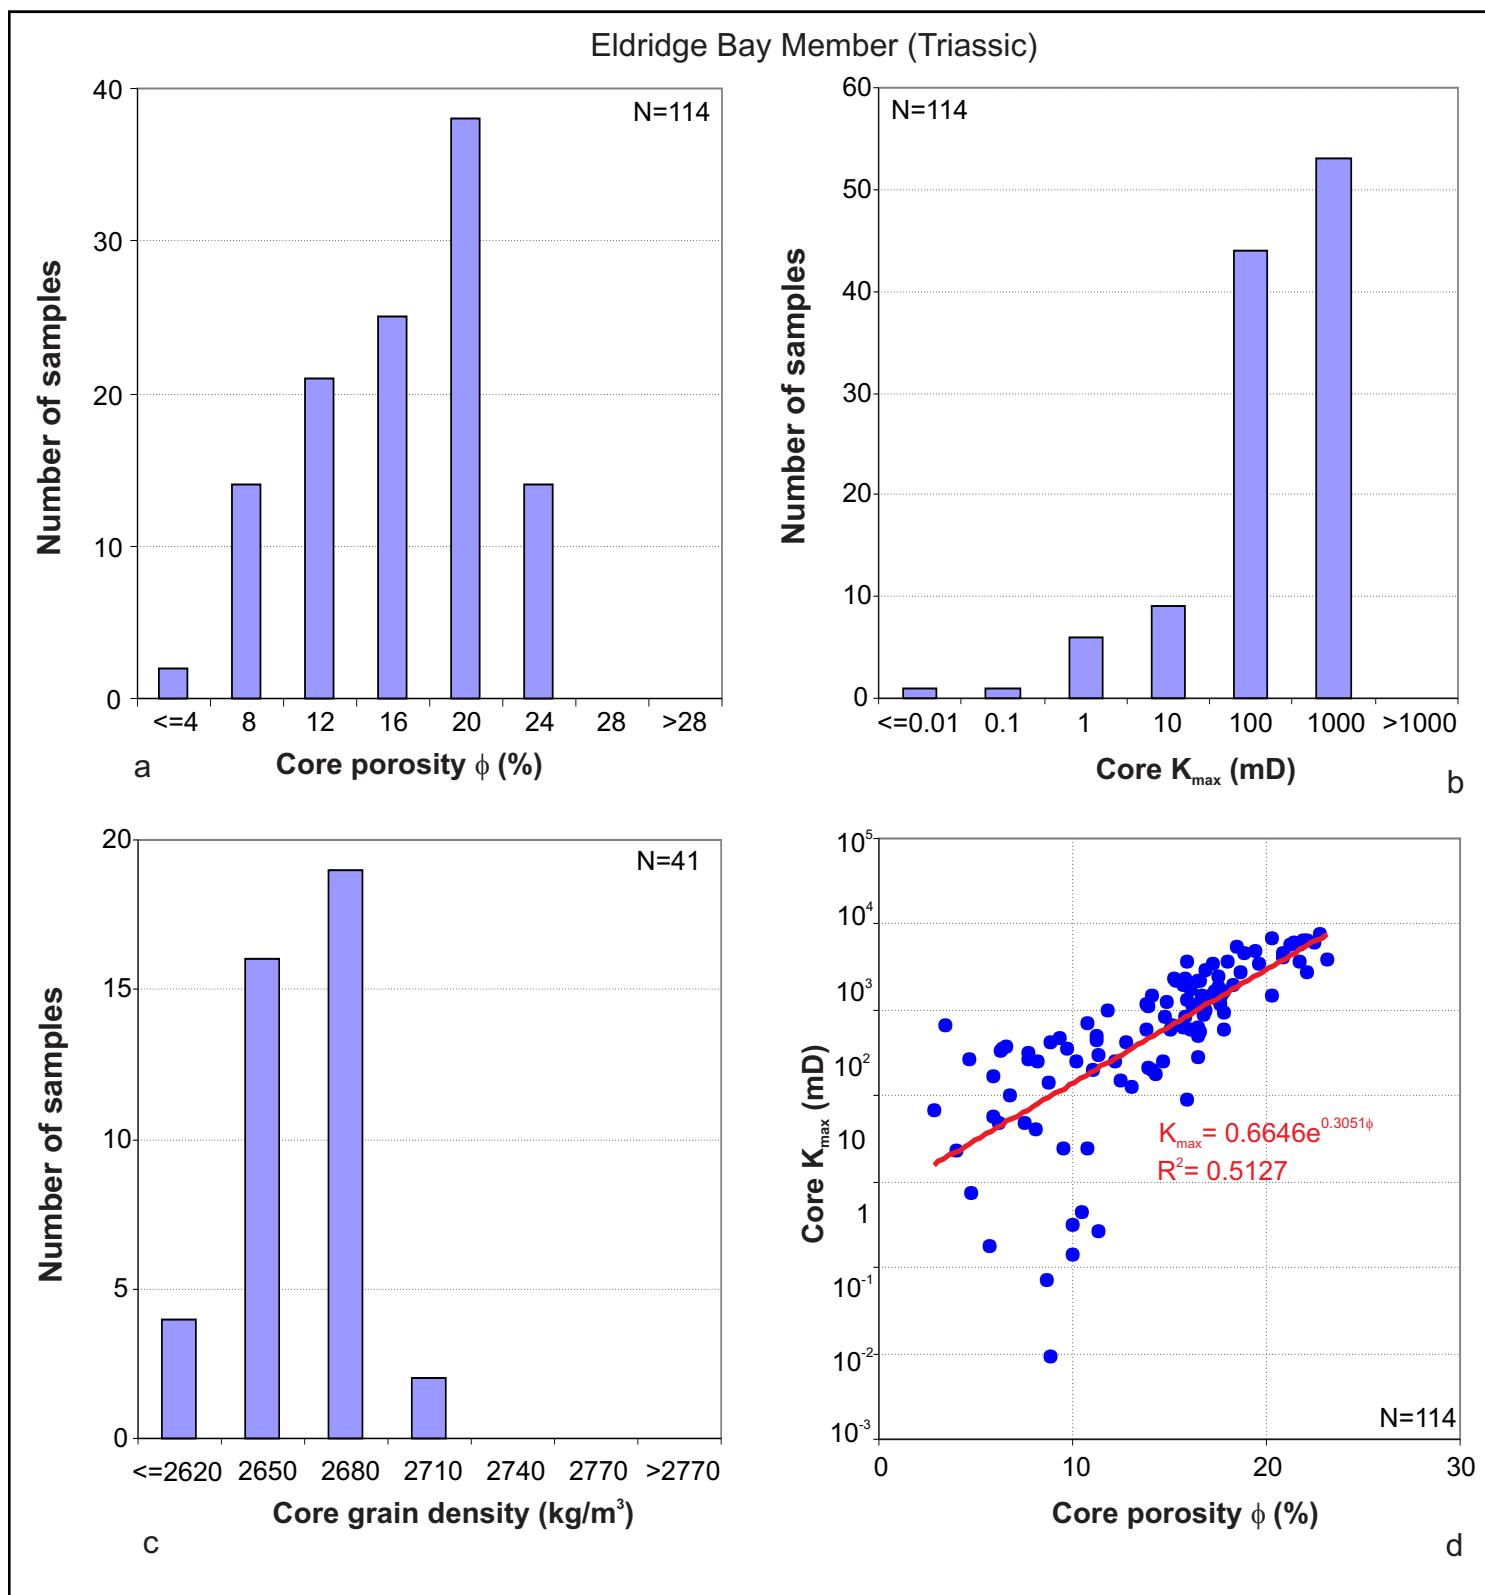 Eldridge Bay Member (Triassic)
40
30
20
10
0
Number of samples
N=114
<=4 8 12 16 20 24 28 >28
Core porosity ϕ (%)
a
60
50
40
30
20
10
0
Number of samples
N=114
<=0.01 0.1 1 10 100 1000 >1000
Core Kmax (mD)
b
20
15
10
5
0
Number of samples
N=41
<=2620 2650 2680 2710 2740 2770 >2770
Core grain density (kg/m³)
c
10⁵
10⁴
10³
10²
10
1
10⁻¹
10⁻²
10⁻³
Core Kmax (mD)
Kmax= 0.6646e^0.3051ϕ
R²= 0.5127
N=114
0 10 20 30
Core porosity ϕ (%)
d